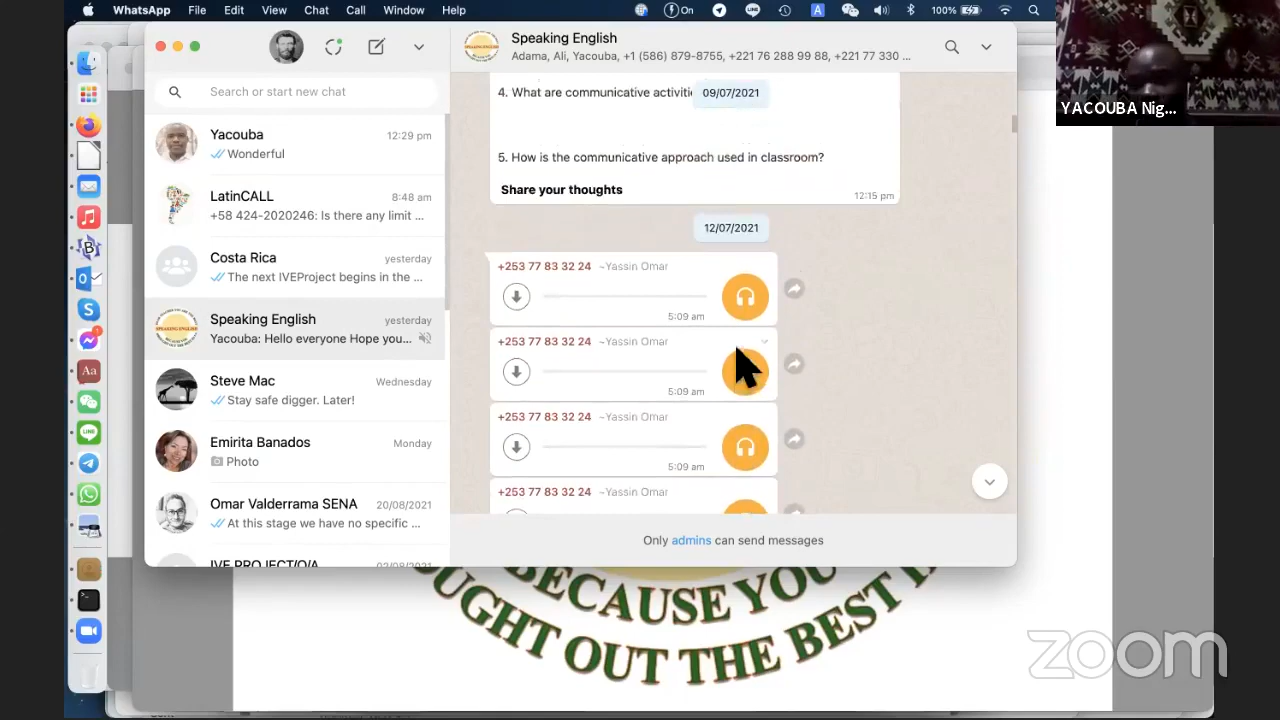 WhatsApp File Edit View Chat Call Window Help
On
A
100%
Search or start new chat
Yacouba
12:29 pm
Wonderful
LatinCALL
8:48 am
+58 424-2020246: Is there any limit ...
Costa Rica
yesterday
The next IVEProject begins in the ...
Speaking English
yesterday
Yacouba: Hello everyone Hope you...
Steve Mac
Wednesday
Stay safe digger. Later!
Emirita Banados
Monday
Photo
Omar Valderrama SENA
20/08/2021
At this stage we have no specific ...
IVE PROJECT/O/A
02/08/2021
Speaking English
Adama, Ali, Yacouba, +1 (586) 879-8755, +221 76 288 99 88, +221 77 330 ...
4. What are communicative activiti
09/07/2021
5. How is the communicative approach used in classroom?
Share your thoughts
12:15 pm
12/07/2021
+253 77 83 32 24 ~Yassin Omar
5:09 am
+253 77 83 32 24 ~Yassin Omar
5:09 am
+253 77 83 32 24 ~Yassin Omar
5:09 am
+253 77 83 32 24 ~Yassin Omar
Only admins can send messages
YACOUBA Nig...
BECAUSE YOU
OUGHT OUT THE BEST I
zoom